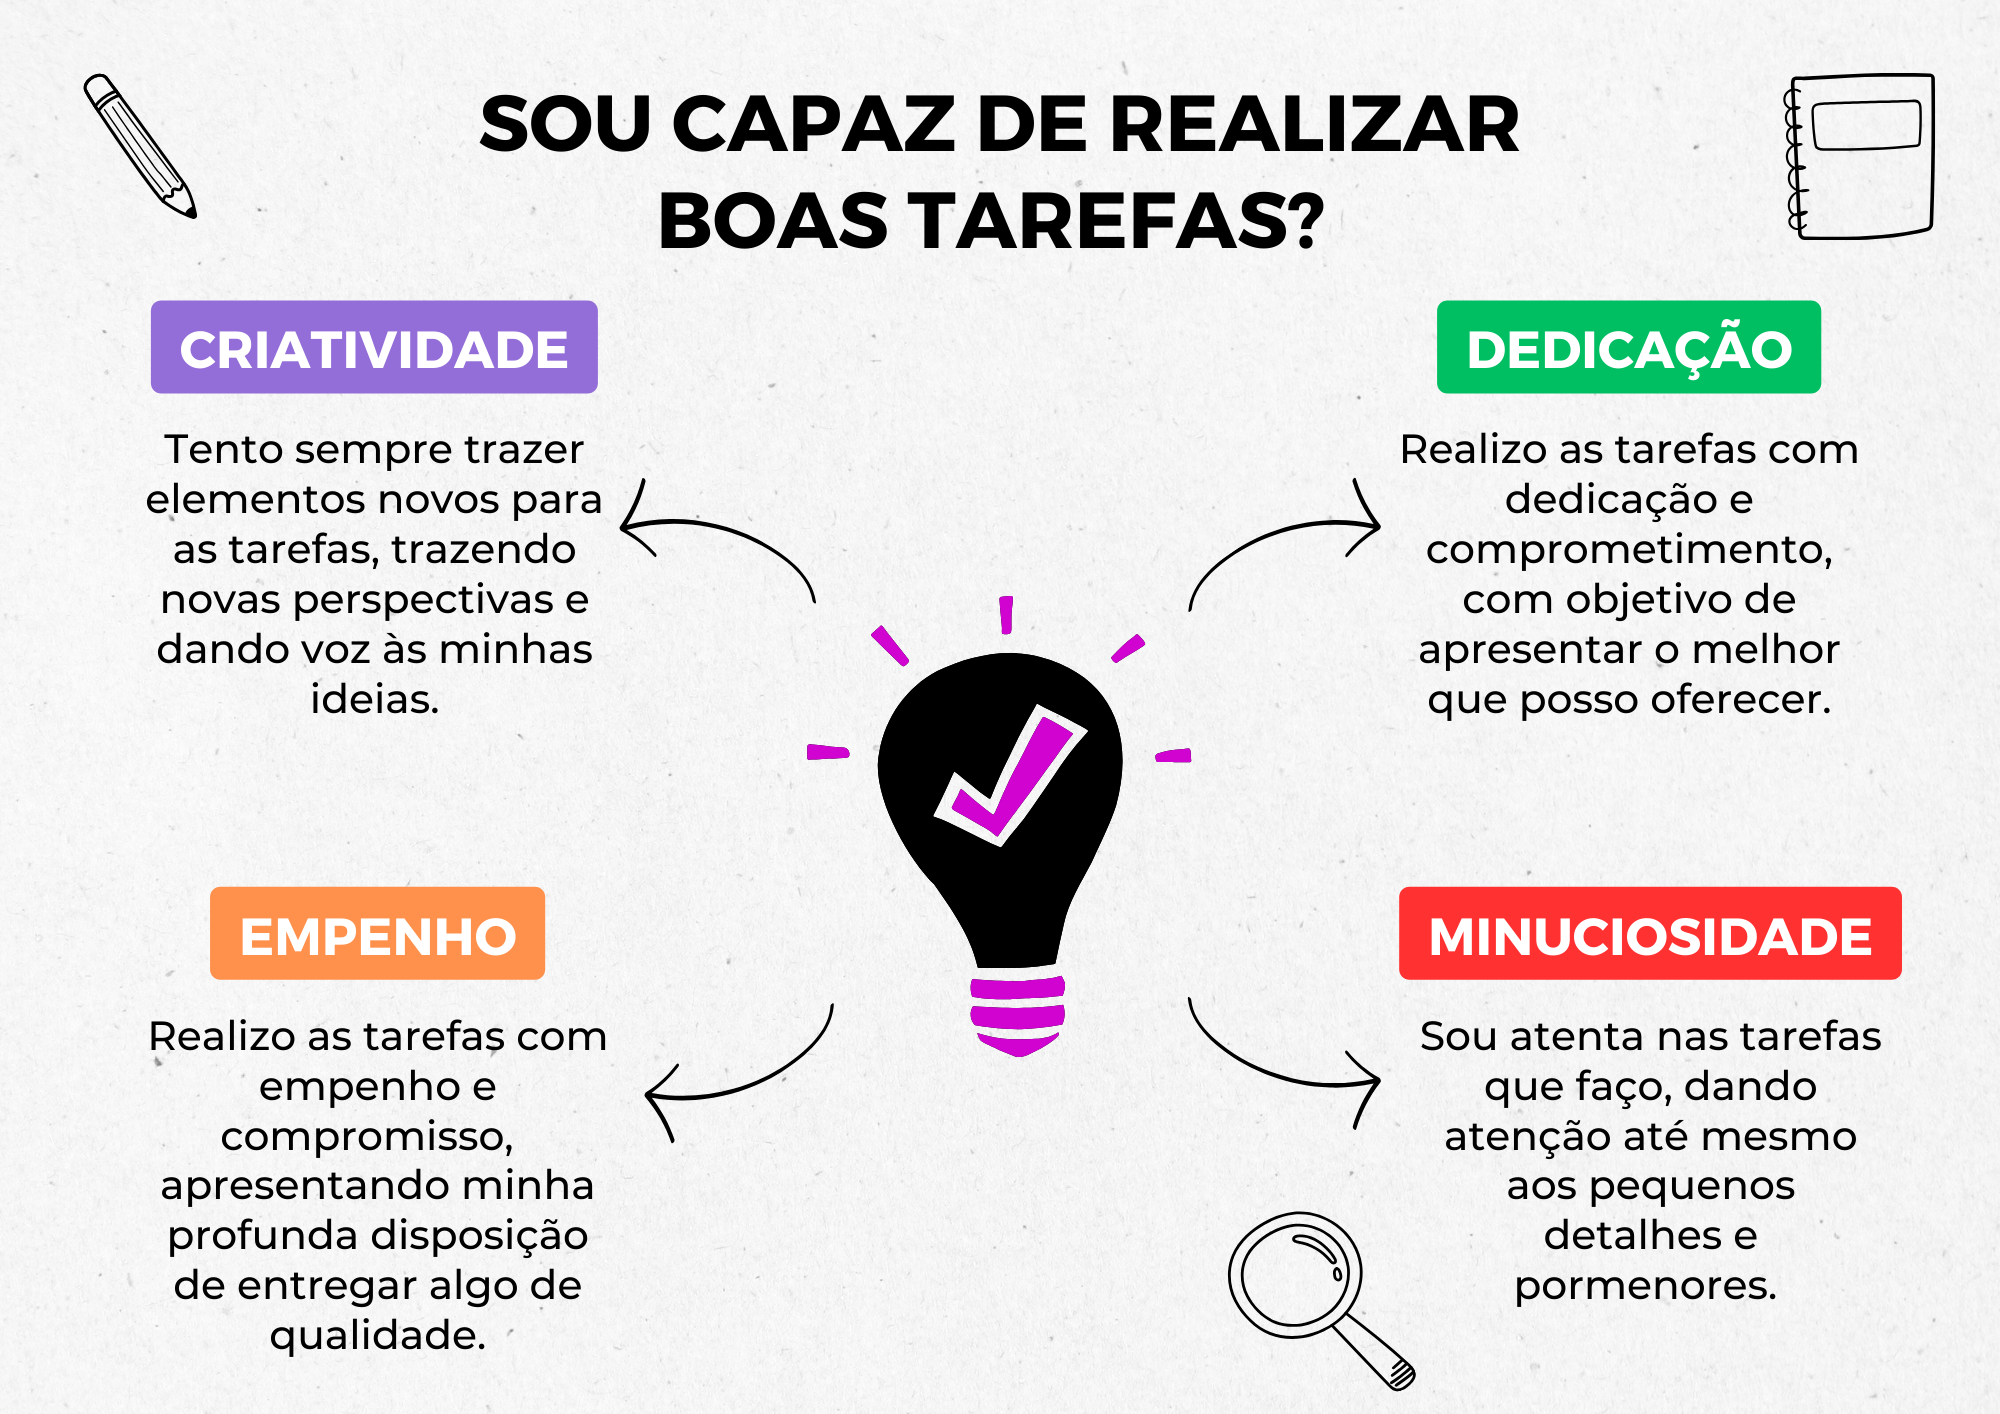 SOU CAPAZ DE REALIZAR
BOAS TAREFAS?
CRIATIVIDADE
Tento sempre trazer
elementos novos para
as tarefas, trazendo
novas perspectivas e
dando voz às minhas
ideias.
DEDICAÇÃO
Realizo as tarefas com
dedicação e
comprometimento,
com objetivo de
apresentar o melhor
que posso oferecer.
EMPENHO
Realizo as tarefas com
empenho e
compromisso,
apresentando minha
profunda disposição
de entregar algo de
qualidade.
MINUCIOSIDADE
Sou atenta nas tarefas
que faço, dando
atenção até mesmo
aos pequenos
detalhes e
pormenores.